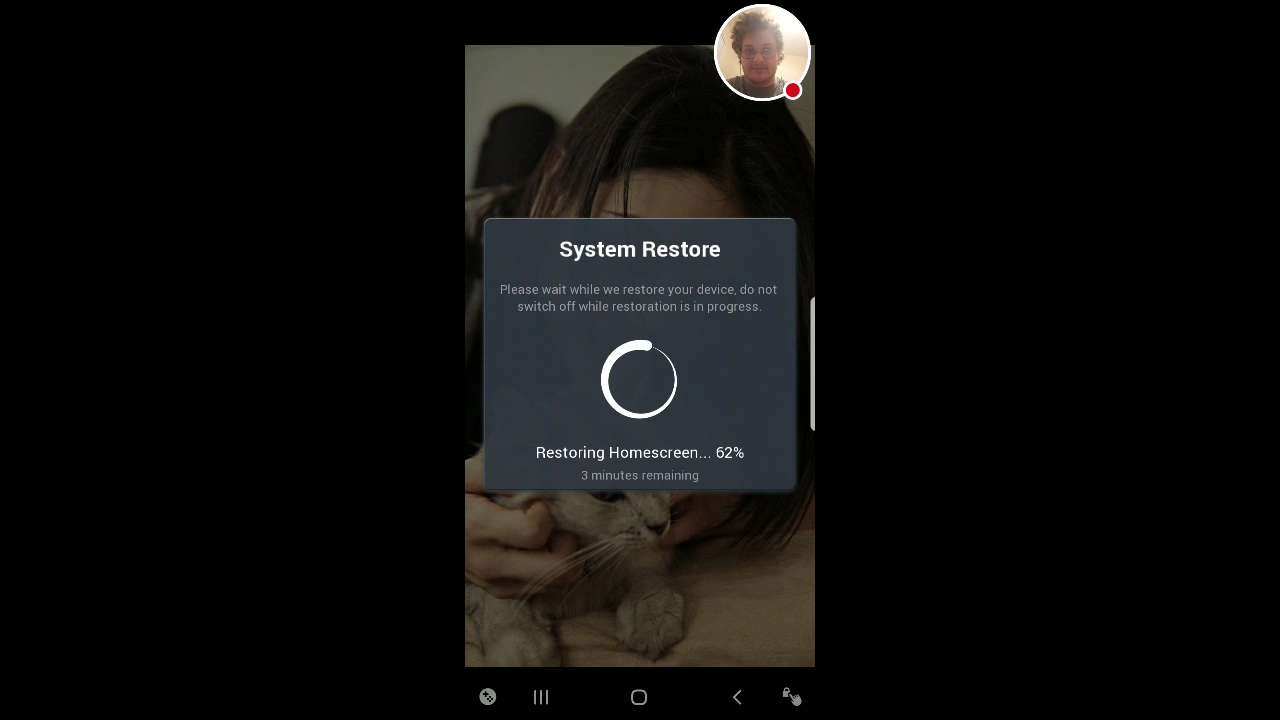 System Restore
Please wait while we restore your device, do not
switch off while restoration is in progress.
Restoring Homescreen... 62%
3 minutes remaining